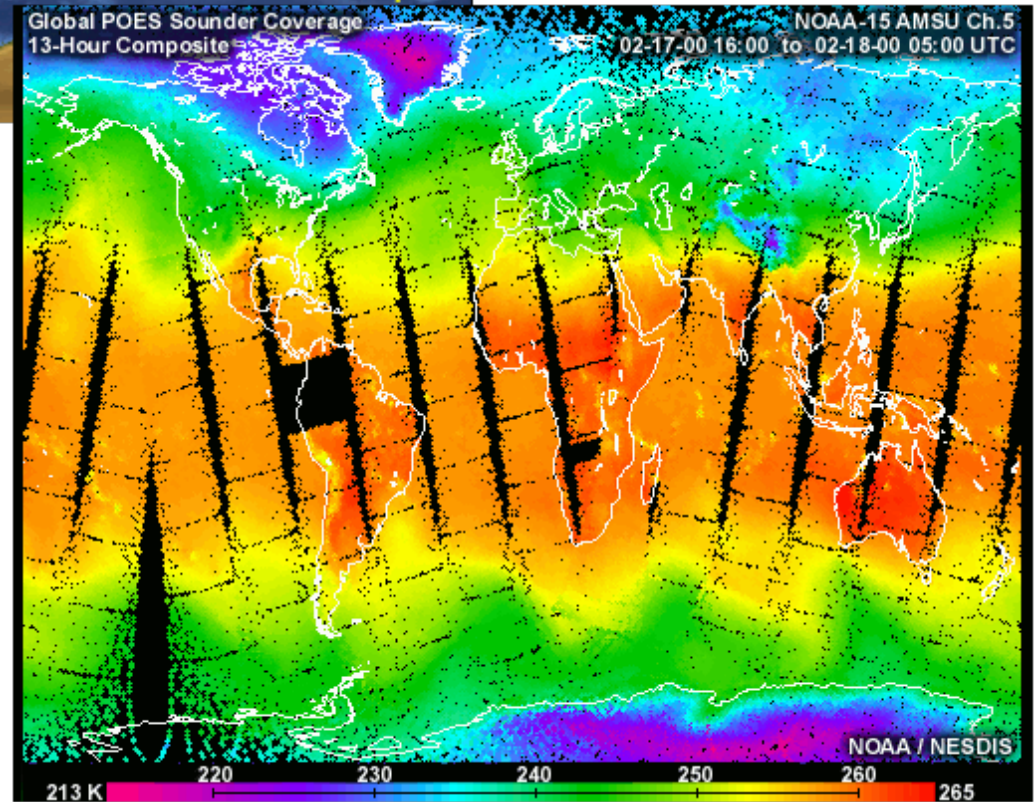 Global POES Sounder Coverage
13-Hour Composite
NOAA-15 AMSU Ch.5
02-17-00 16:00 to 02-18-00 05:00 UTC
NOAA / NESDIS
213 K 220 230 240 250 260 265